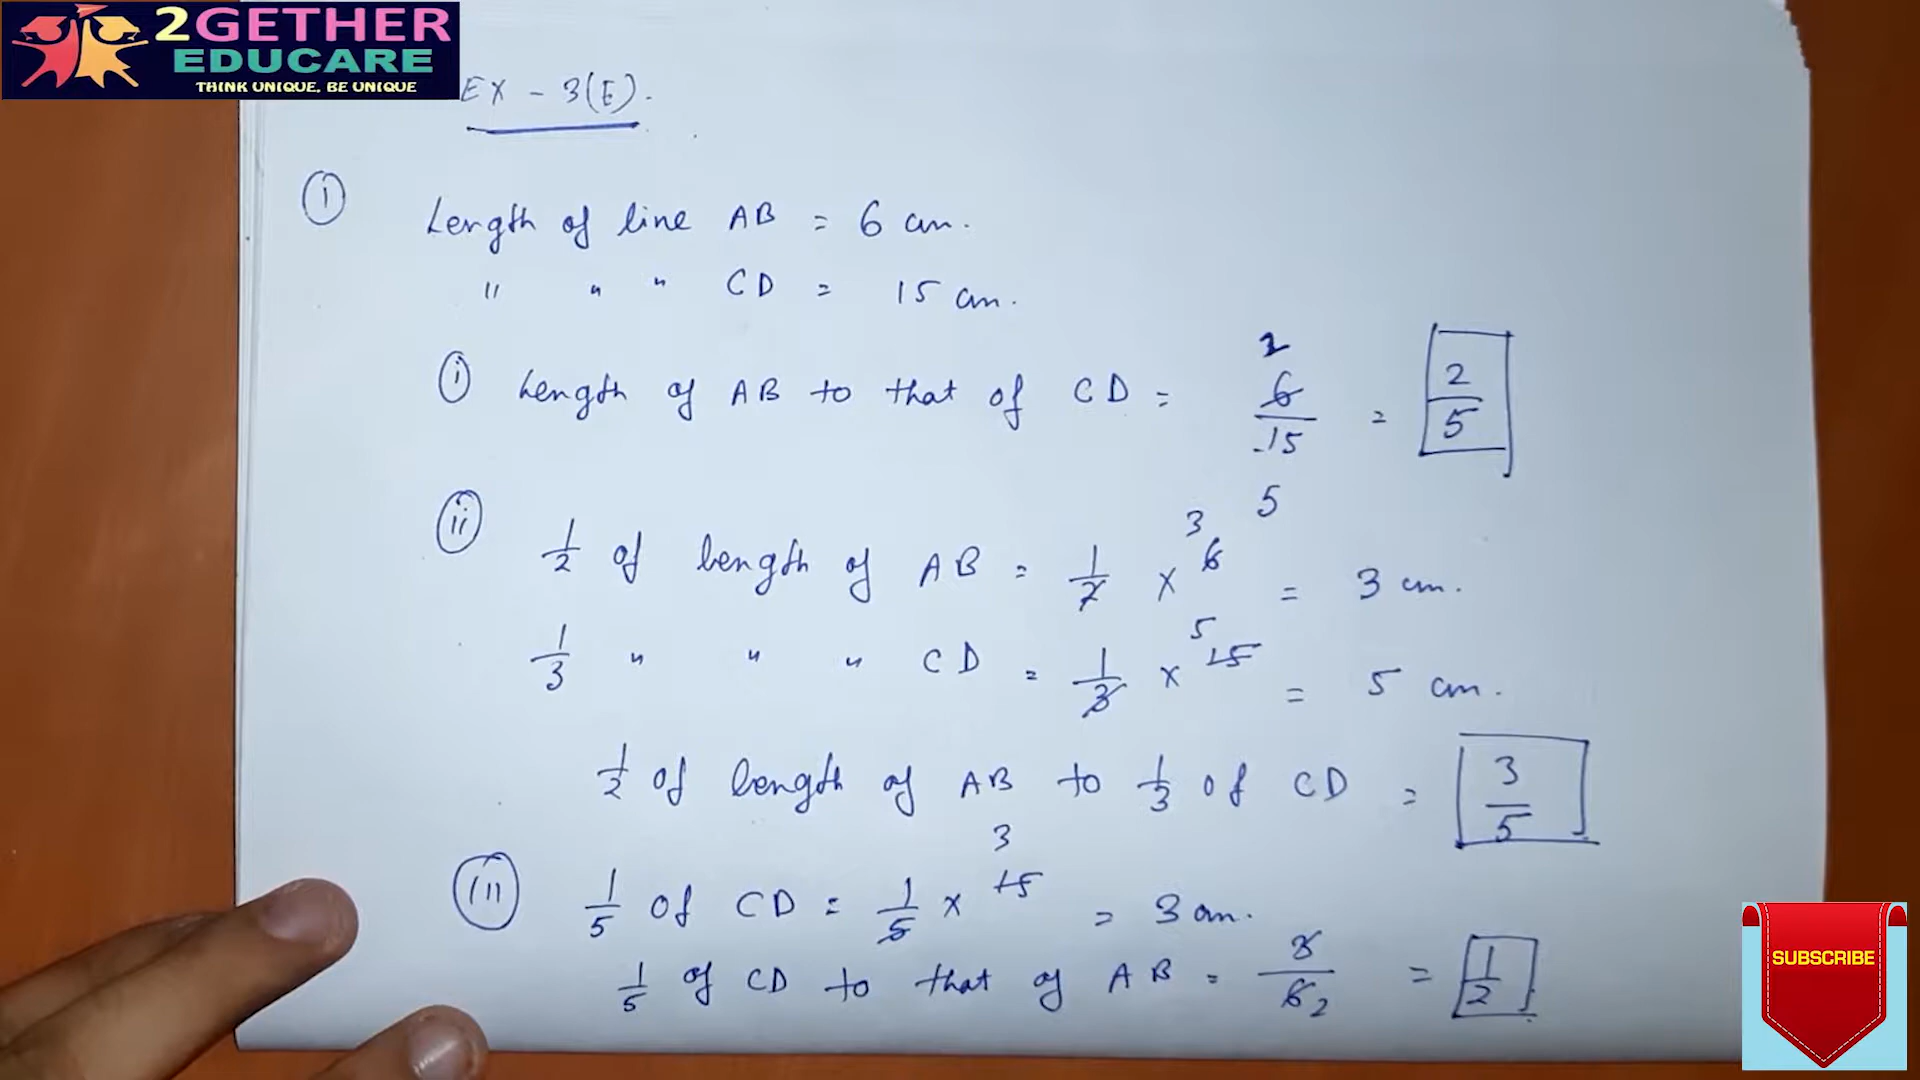 2GETHER
EDUCARE
THINK UNIQUE, BE UNIQUE
EX - 3(E).
① Length of line AB = 6 cm.
" " " CD = 15 cm.
ⓘ Length of AB to that of CD = 2 6/15 5 = 2/5
ⓘⓘ 1/2 of length of AB = 1/2 × 6 3 = 3 cm.
1/3 " " " CD = 1/3 × 15 5 = 5 cm.
1/2 of length of AB to 1/3 of CD = 3/5
(iii) 1/5 of CD = 1/5 × 15 3 = 3 cm.
1/5 of CD to that of AB = 3/6 2 = 1/2
SUBSCRIBE